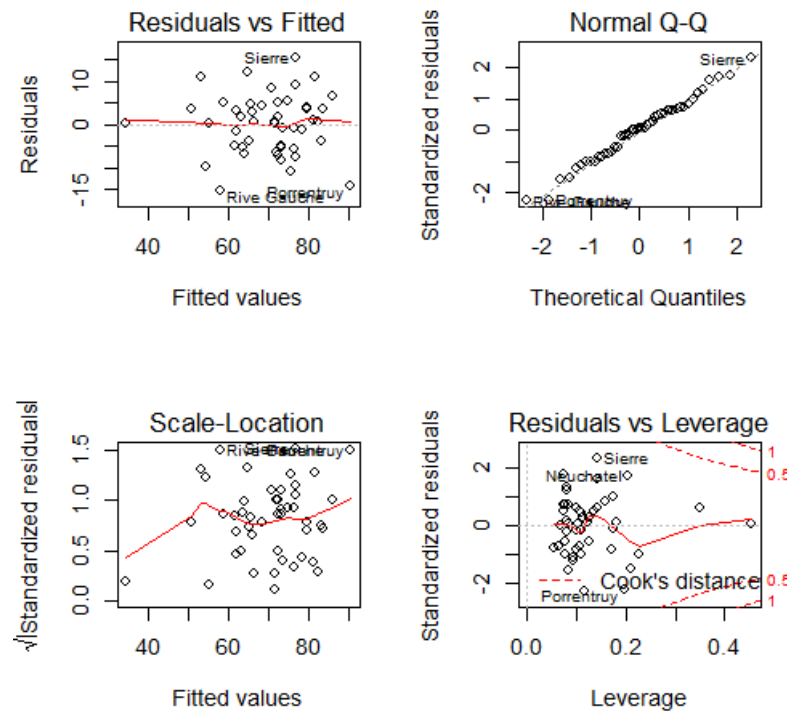 Residuals vs Fitted
Residuals
-15
0
10
Sierre
Rive Gauche
Porrentruy
40 60 80
Fitted values
Normal Q-Q
Standardized residuals
-2
0
2
Sierre
Porrentruy
-2 -1 0 1 2
Theoretical Quantiles
Scale-Location
√|Standardized residuals|
0.0
0.5
1.0
1.5
40 60 80
Fitted values
Residuals vs Leverage
Standardized residuals
-2
0
2
Sierre
Neuchatel
Porrentruy
Cook's distance
1
0.5
0.5
1
0.0 0.2 0.4
Leverage